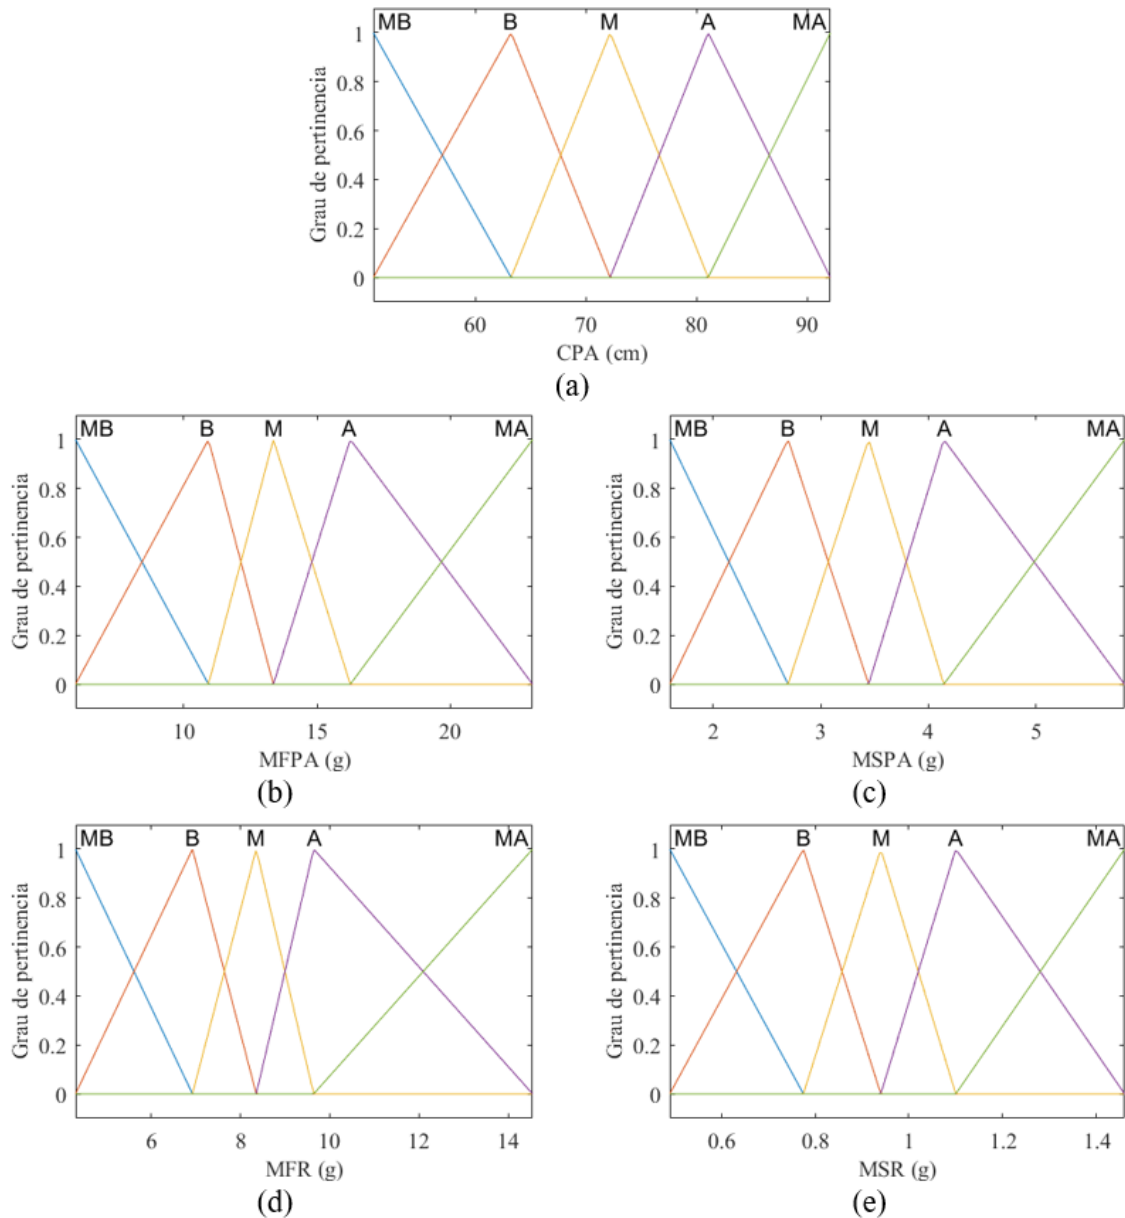 MB B M A MA
1
0.8
0.6
0.4
0.2
0
Grau de pertinencia
60 70 80 90
CPA (cm)
(a)
MB B M A MA
1
0.8
0.6
0.4
0.2
0
Grau de pertinencia
10 15 20
MFPA (g)
(b)
MB B M A MA
1
0.8
0.6
0.4
0.2
0
Grau de pertinencia
2 3 4 5
MSPA (g)
(c)
MB B M A MA
1
0.8
0.6
0.4
0.2
0
Grau de pertinencia
6 8 10 12 14
MFR (g)
(d)
MB B M A MA
1
0.8
0.6
0.4
0.2
0
Grau de pertinencia
0.6 0.8 1 1.2 1.4
MSR (g)
(e)